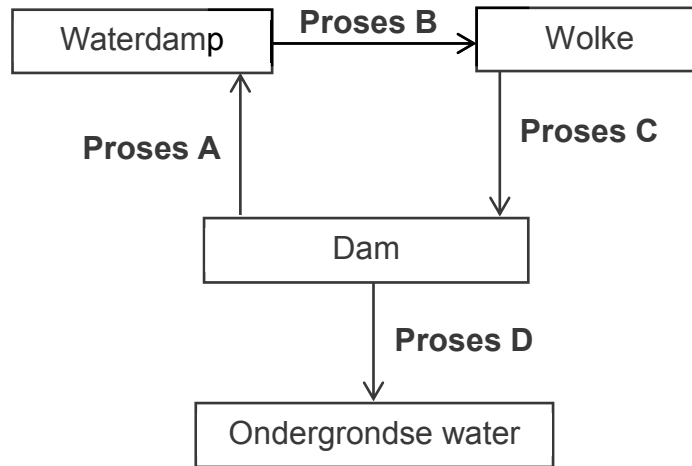 Waterdamp
Proses B
Wolke
Proses A
Proses C
Dam
Proses D
Ondergrondse water